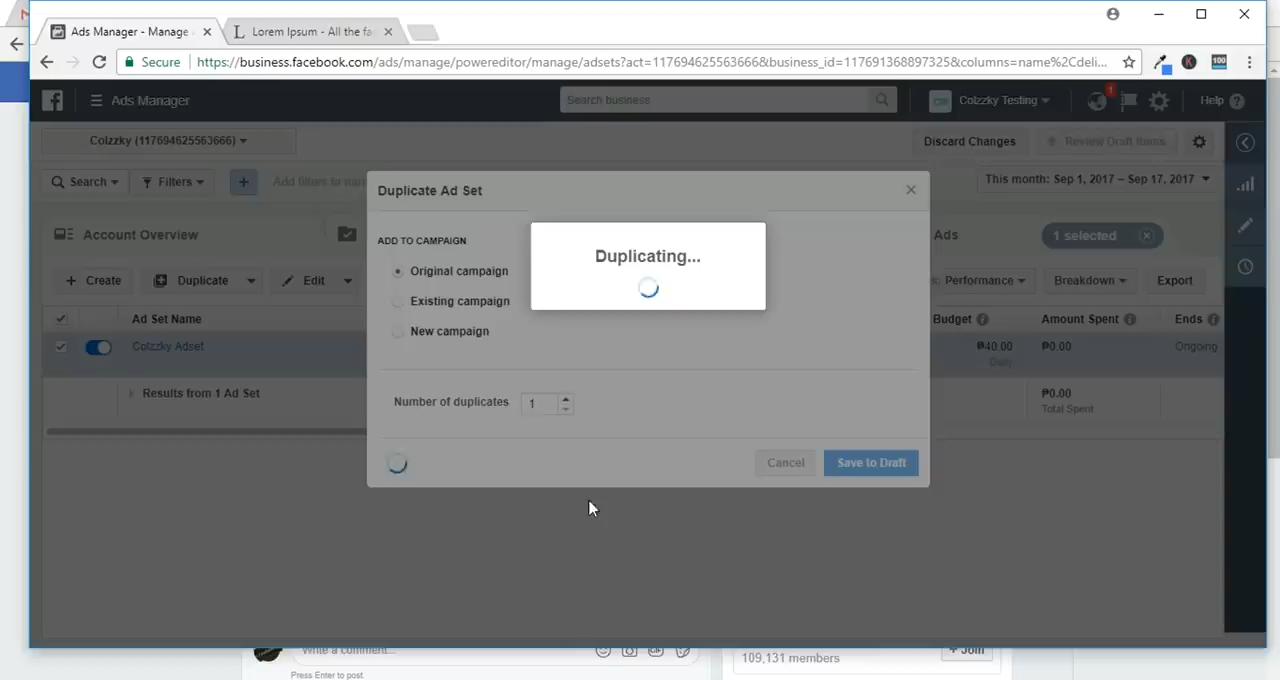 Ads Manager - Manage
Lorem Ipsum - All the fa
Secure
https://business.facebook.com/ads/manage/powereditor/manage/adsets?act=117694625563666&business_id=117691368897325&columns=name%2Cdeli...
K
100
Ads Manager
Search business
Colzzky Testing
1
Help
Colzzky (117694625563666)
Discard Changes
Review Draft Items
Search
Filters
Add filters to nar
This month: Sep 1, 2017 – Sep 17, 2017
Duplicate Ad Set
Account Overview
Ads
1 selected
ADD TO CAMPAIGN
Duplicating...
Original campaign
Existing campaign
New campaign
Create
Duplicate
Edit
Performance
Breakdown
Export
Ad Set Name
Budget
Amount Spent
Ends
Colzzky Adset
₱40.00
Daily
₱0.00
Ongoing
Results from 1 Ad Set
₱0.00
Total Spent
Number of duplicates
1
Cancel
Save to Draft
Write a comment...
Press Enter to post.
109,131 members
+ Join